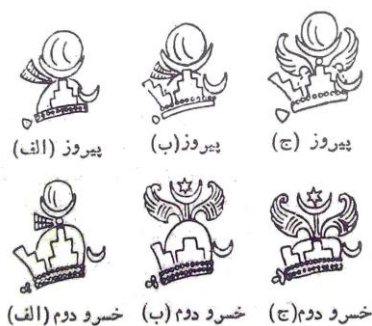 پیروز (الف) پیروز (ب) پیروز (ج)
خسرو دوم (الف) خسرو دوم (ب) خسرو دوم (ج)